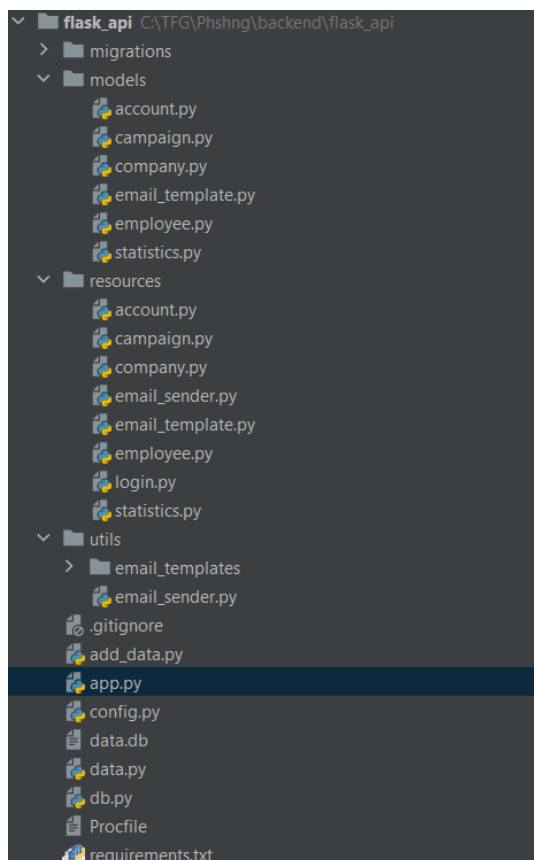 flask_api C:\TFG\Phshng\backend\flask_api
migrations
models
account.py
campaign.py
company.py
email_template.py
employee.py
statistics.py
resources
account.py
campaign.py
company.py
email_sender.py
email_template.py
employee.py
login.py
statistics.py
utils
email_templates
email_sender.py
.gitignore
add_data.py
app.py
config.py
data.db
data.py
db.py
Procfile
requirements.txt